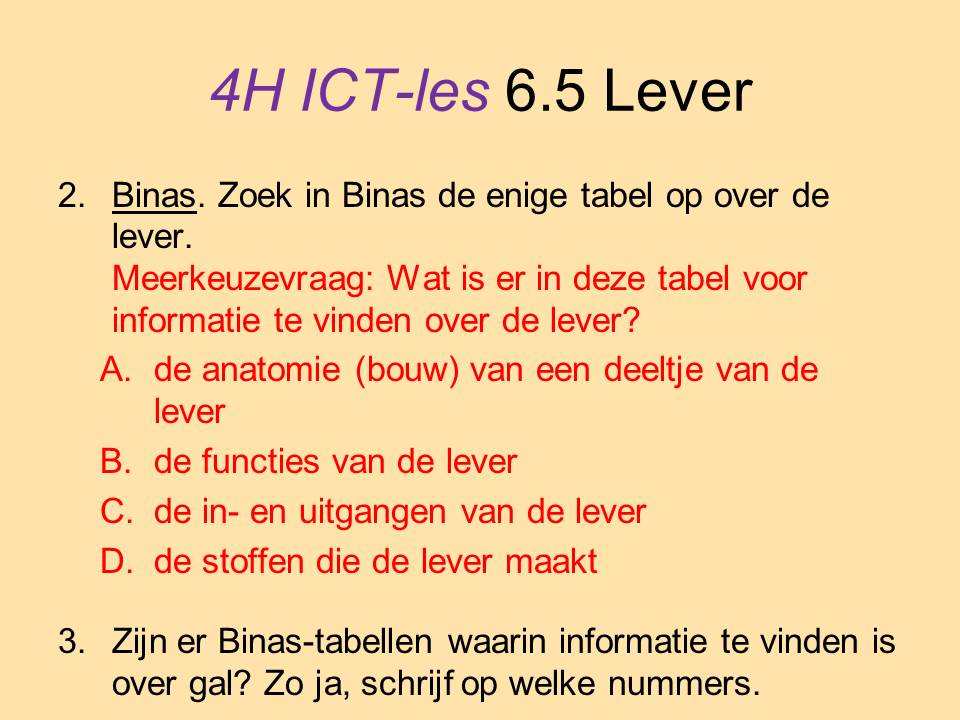 4H ICT-les 6.5 Lever
2. Binas. Zoek in Binas de enige tabel op over de
lever.
Meerkeuzevraag: Wat is er in deze tabel voor
informatie te vinden over de lever?
A. de anatomie (bouw) van een deeltje van de
lever
B. de functies van de lever
C. de in- en uitgangen van de lever
D. de stoffen die de lever maakt
3. Zijn er Binas-tabellen waarin informatie te vinden is
over gal? Zo ja, schrijf op welke nummers.